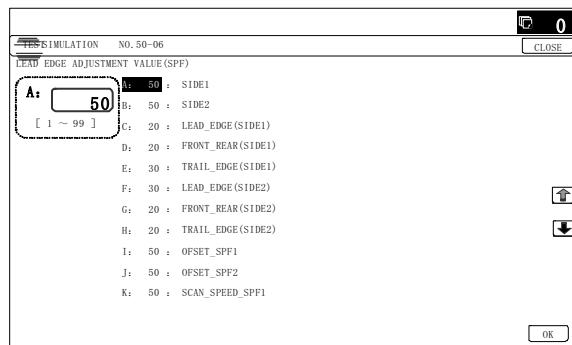 0
TEST SIMULATION NO.50-06
CLOSE
LEAD EDGE ADJUSTMENT VALUE(SPF)
A: 50
[ 1 ~ 99 ]
A: 50 : SIDE1
B: 50 : SIDE2
C: 20 : LEAD_EDGE(SIDE1)
D: 20 : FRONT_REAR(SIDE1)
E: 30 : TRAIL_EDGE(SIDE1)
F: 30 : LEAD_EDGE(SIDE2)
G: 20 : FRONT_REAR(SIDE2)
H: 20 : TRAIL_EDGE(SIDE2)
I: 50 : OFSET_SPF1
J: 50 : OFSET_SPF2
K: 50 : SCAN_SPEED_SPF1
OK